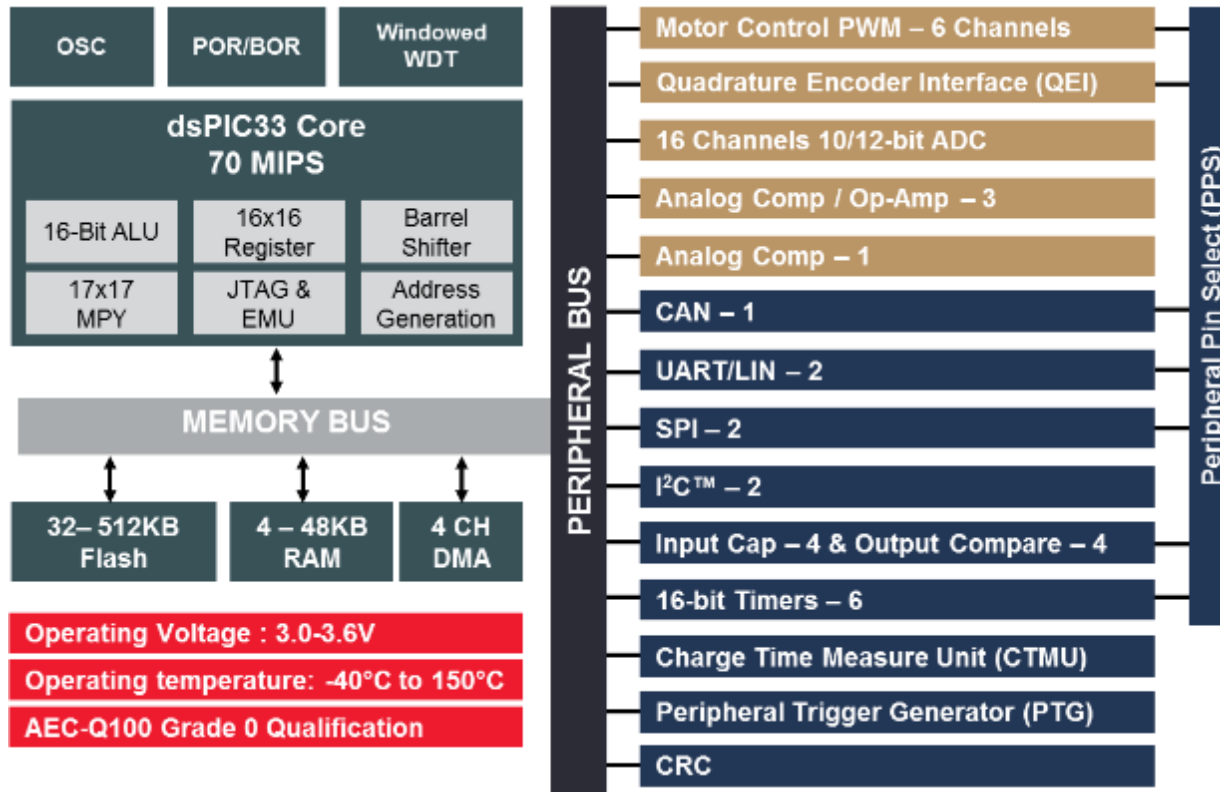 OSC
POR/BOR
Windowed
WDT
dsPIC33 Core
70 MIPS
16-Bit ALU
16x16
Register
Barrel
Shifter
17x17
MPY
JTAG &
EMU
Address
Generation
MEMORY BUS
32– 512KB
Flash
4 – 48KB
RAM
4 CH
DMA
Operating Voltage : 3.0-3.6V
Operating temperature: -40°C to 150°C
AEC-Q100 Grade 0 Qualification
PERIPHERAL BUS
Motor Control PWM – 6 Channels
Quadrature Encoder Interface (QEI)
16 Channels 10/12-bit ADC
Analog Comp / Op-Amp – 3
Analog Comp – 1
CAN – 1
UART/LIN – 2
SPI – 2
I²C™ – 2
Input Cap – 4 & Output Compare – 4
16-bit Timers – 6
Charge Time Measure Unit (CTMU)
Peripheral Trigger Generator (PTG)
CRC
Peripheral Pin Select (PPS)